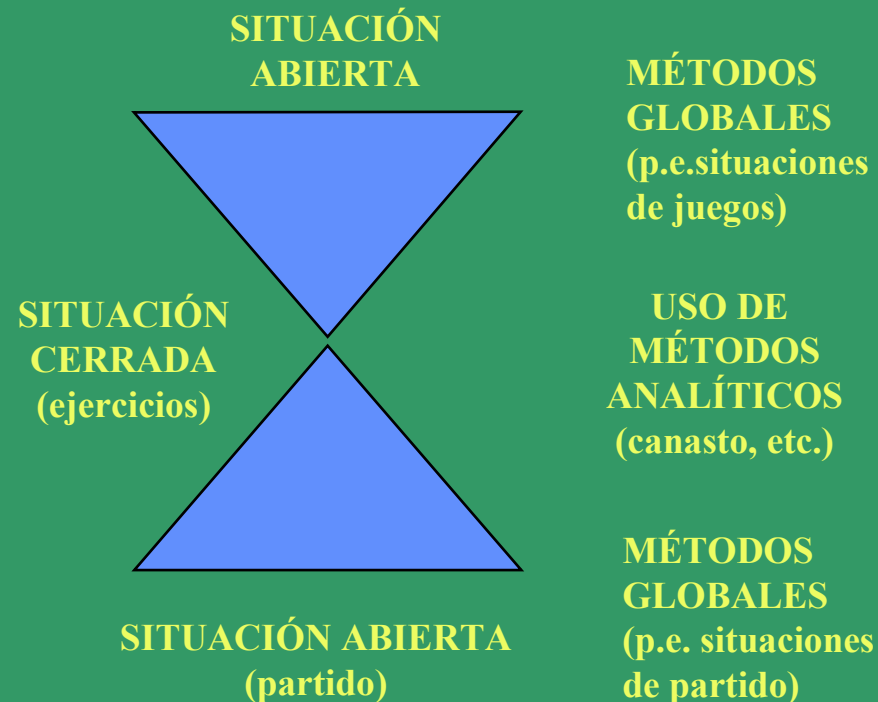 SITUACIÓN
ABIERTA
MÉTODOS
GLOBALES
(p.e.situaciones
de juegos)
SITUACIÓN
CERRADA
(ejercicios)
USO DE
MÉTODOS
ANALÍTICOS
(canasto, etc.)
SITUACIÓN ABIERTA
(partido)
MÉTODOS
GLOBALES
(p.e. situaciones
de partido)